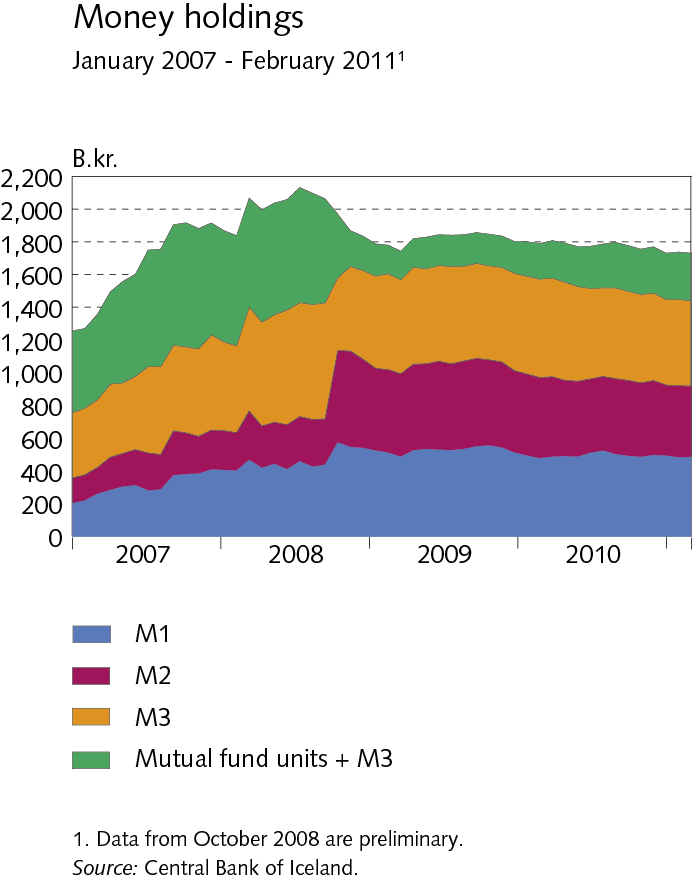 Money holdings
January 2007 - February 2011¹
B.kr.
2,200
2,000
1,800
1,600
1,400
1,200
1,000
800
600
400
200
0
2007 2008 2009 2010
M1
M2
M3
Mutual fund units + M3
1. Data from October 2008 are preliminary.
Source: Central Bank of Iceland.